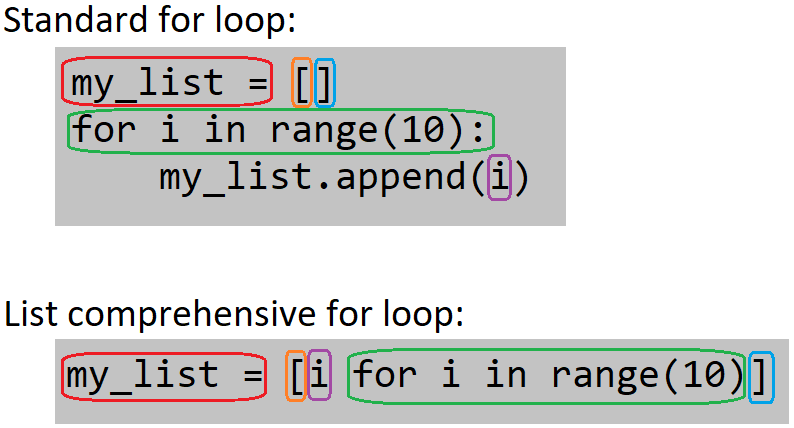 Standard for loop:
my_list = []
for i in range(10):
    my_list.append(i)
List comprehensive for loop:
my_list = [i for i in range(10)]